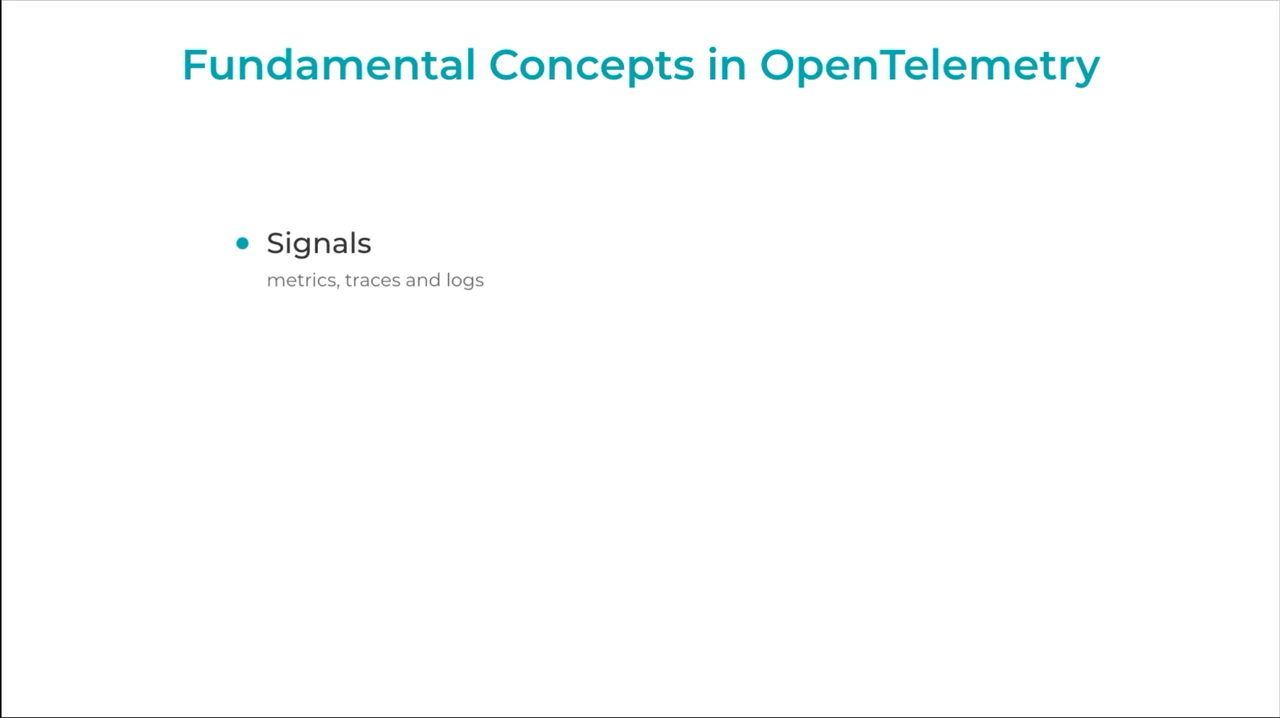 Fundamental Concepts in OpenTelemetry
Signals
metrics, traces and logs